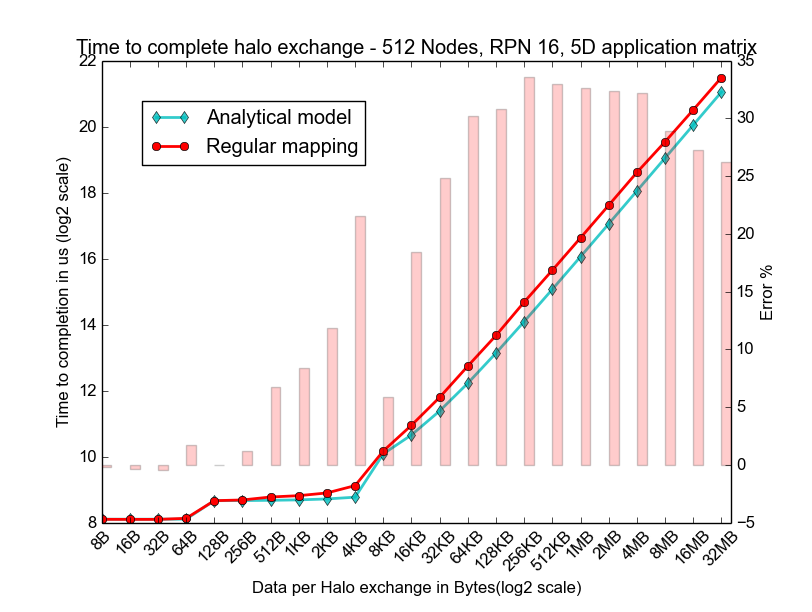 Time to complete halo exchange - 512 Nodes, RPN 16, 5D application matrix
Analytical model
Regular mapping
Time to completion in us (log2 scale)
22
20
18
16
14
12
10
8
Error %
35
30
25
20
15
10
5
0
−5
8B
16B
32B
64B
128B
256B
512B
1KB
2KB
4KB
8KB
16KB
32KB
64KB
128KB
256KB
512KB
1MB
2MB
4MB
8MB
16MB
32MB
Data per Halo exchange in Bytes(log2 scale)